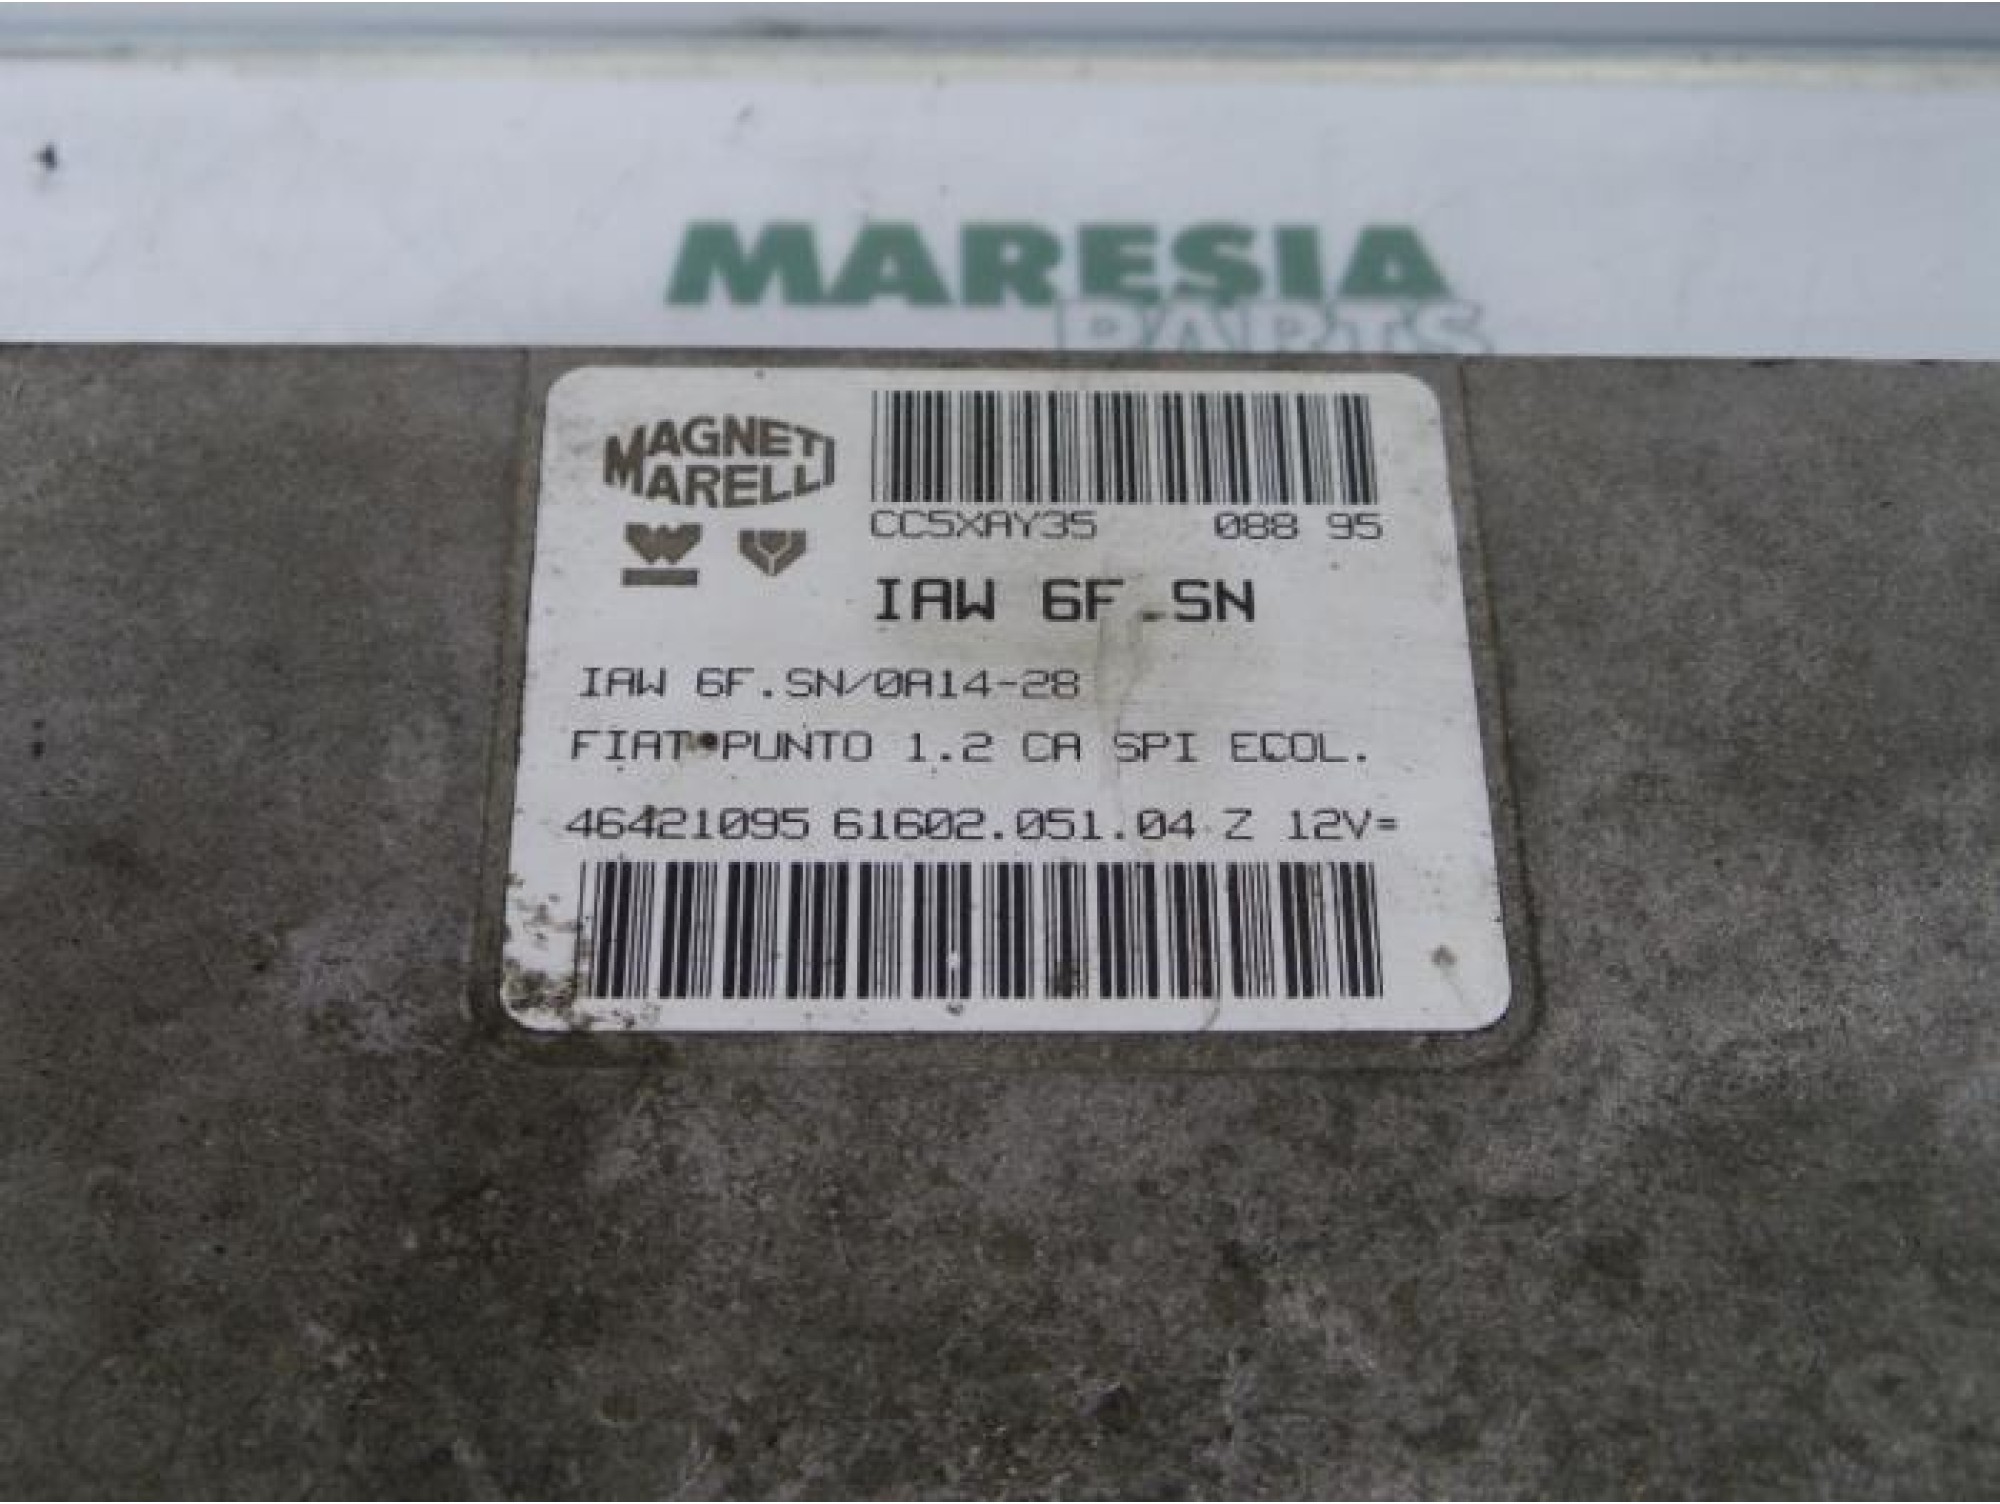 MARESIA
PARTS
MAGNETI
MARELLI
CC5XAY35 088 95
IAW 6F.SN
IAW 6F.SN/0A14-28
FIAT PUNTO 1.2 CA SPI ECOL.
46421095 61602.051.04 Z 12V=